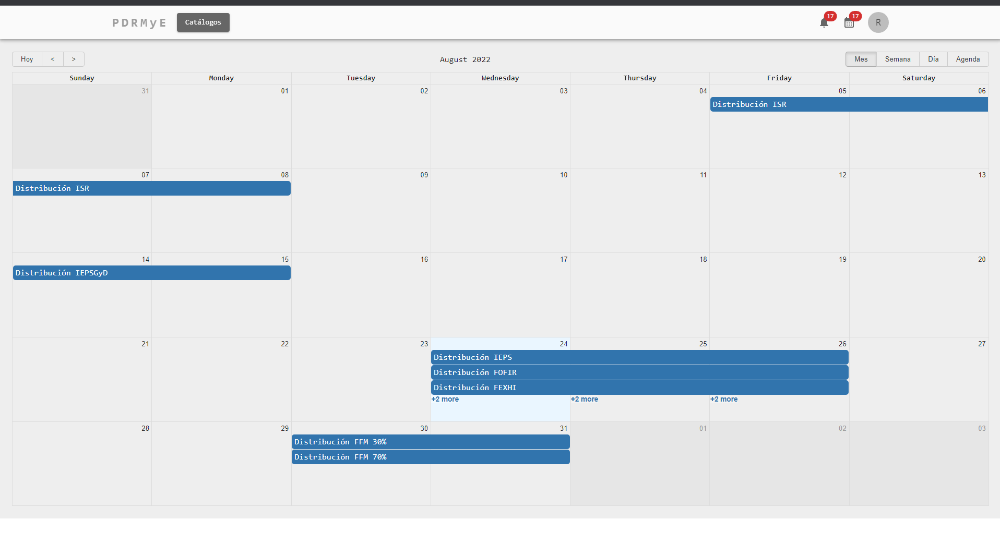 PDRMyE Catálogos 17 17 R
Hoy < > August 2022 Mes Semana Día Agenda
Sunday Monday Tuesday Wednesday Thursday Friday Saturday
31 01 02 03 04 05 06
Distribución ISR
07 08 09 10 11 12 13
Distribución ISR
14 15 16 17 18 19 20
Distribución IEPSGyD
21 22 23 24 25 26 27
Distribución IEPS
Distribución FOFIR
Distribución FEXHI
+2 more +2 more +2 more
28 29 30 31 01 02 03
Distribución FFM 30%
Distribución FFM 70%